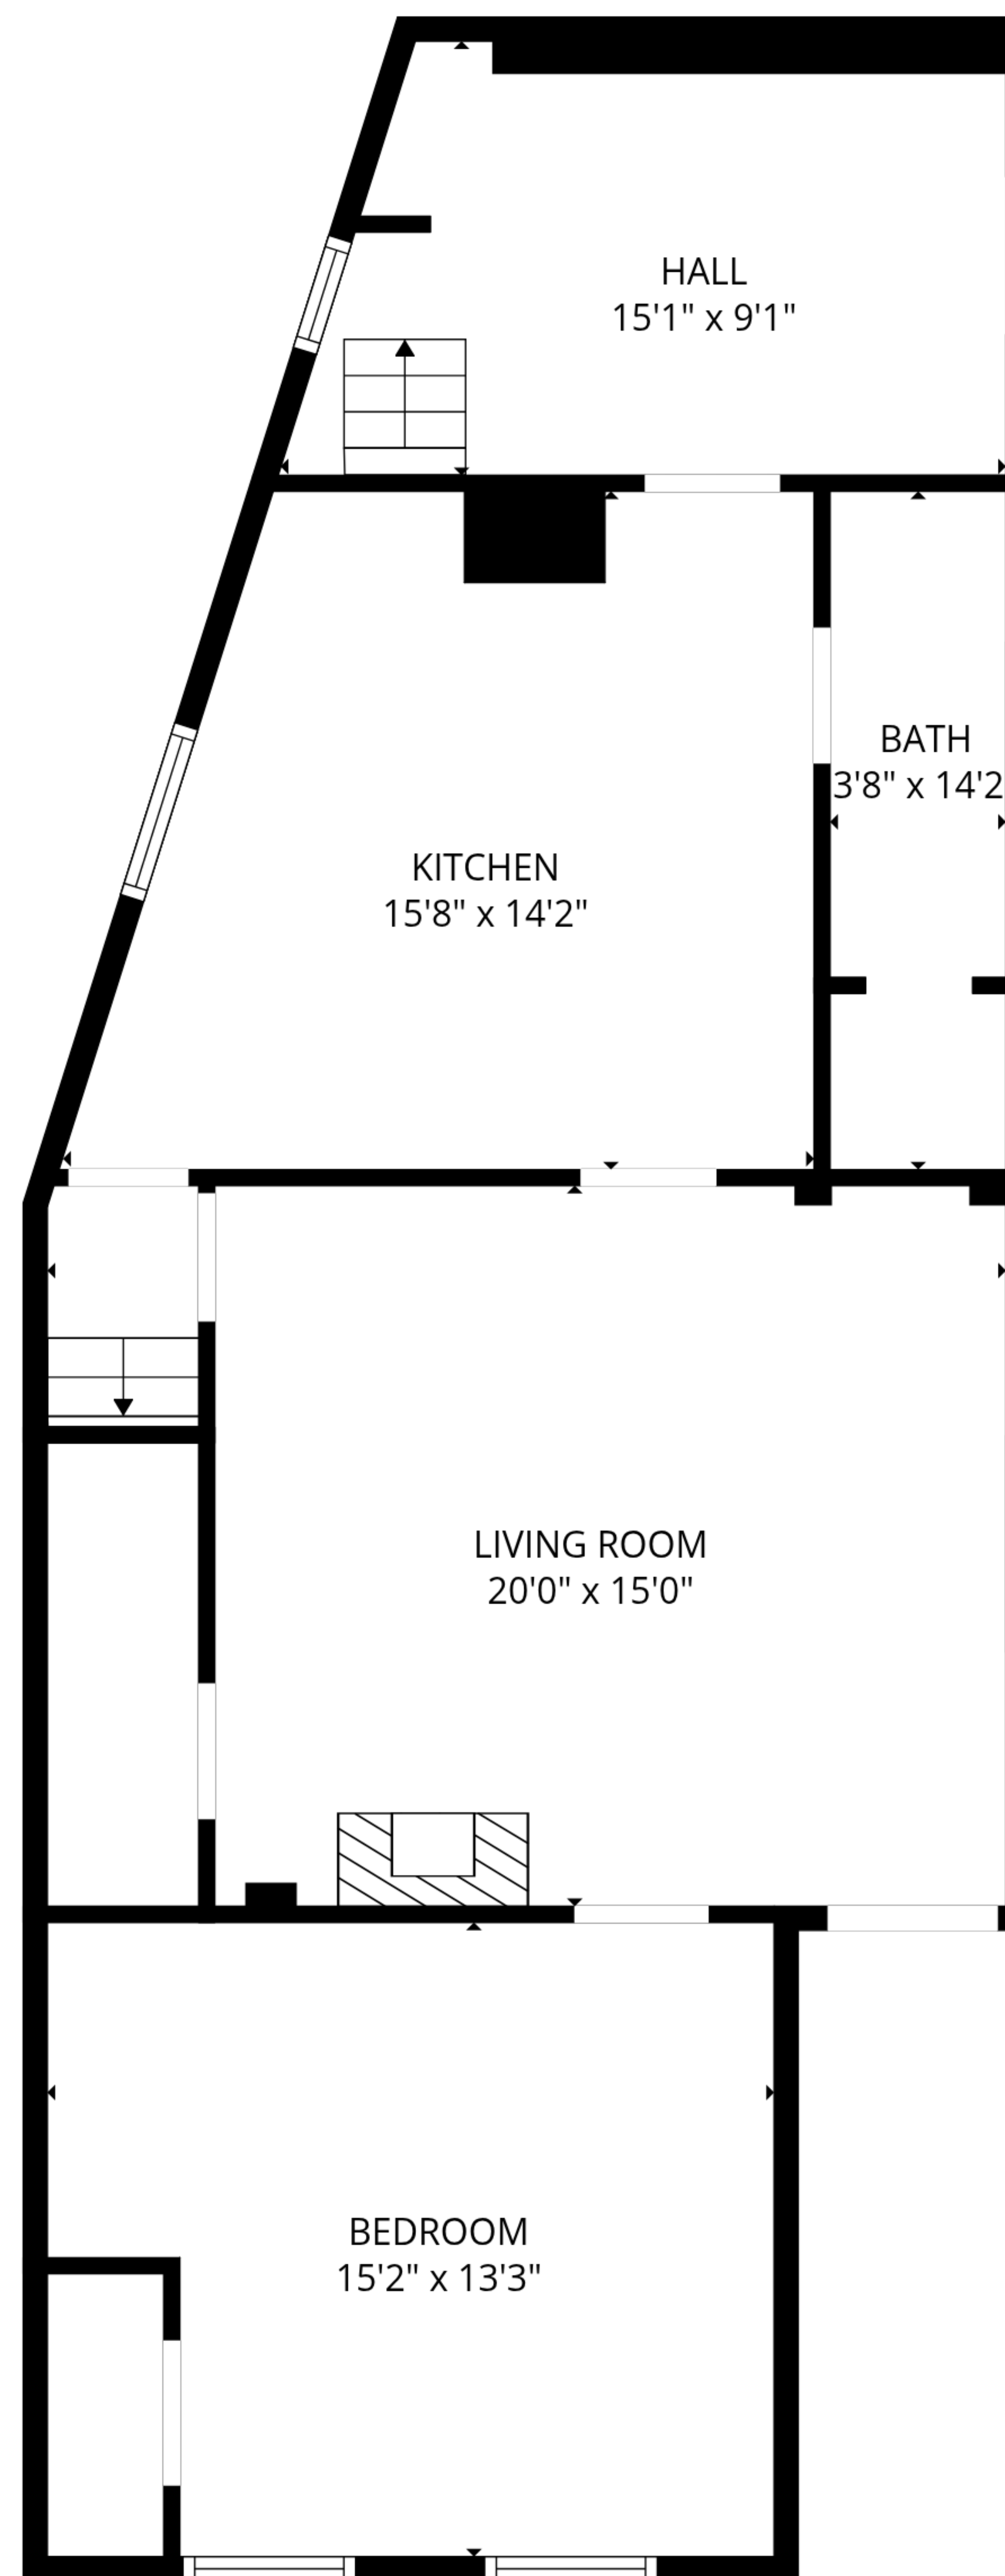 HALL
15'1" x 9'1"
BATH
3'8" x 14'2
KITCHEN
15'8" x 14'2"
LIVING ROOM
20'0" x 15'0"
BEDROOM
15'2" x 13'3"